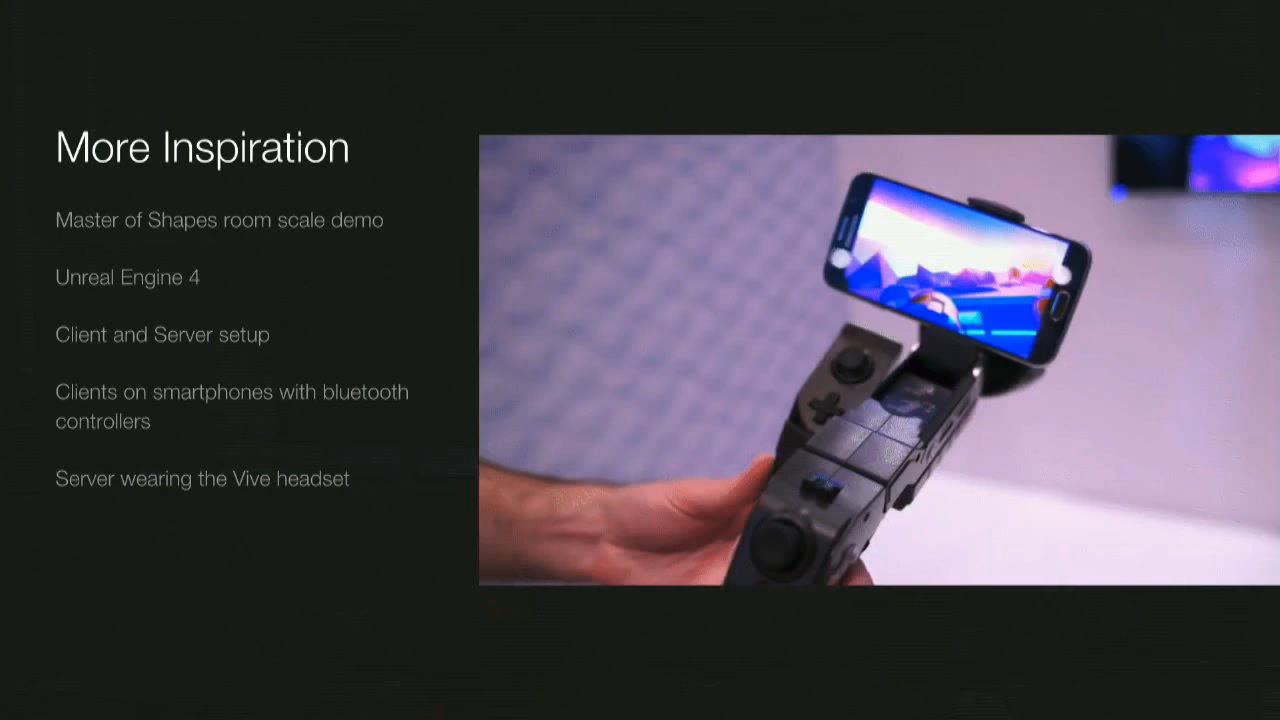 More Inspiration
Master of Shapes room scale demo
Unreal Engine 4
Client and Server setup
Clients on smartphones with bluetooth
controllers
Server wearing the Vive headset